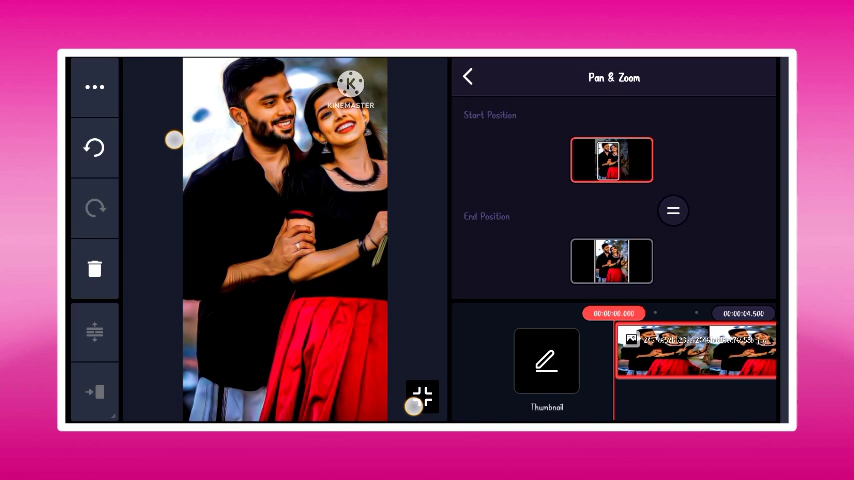 KINEMASTER
Pan & Zoom
Start Position
End Position
00:00:00.000
00:00:04.500
Thumbnail